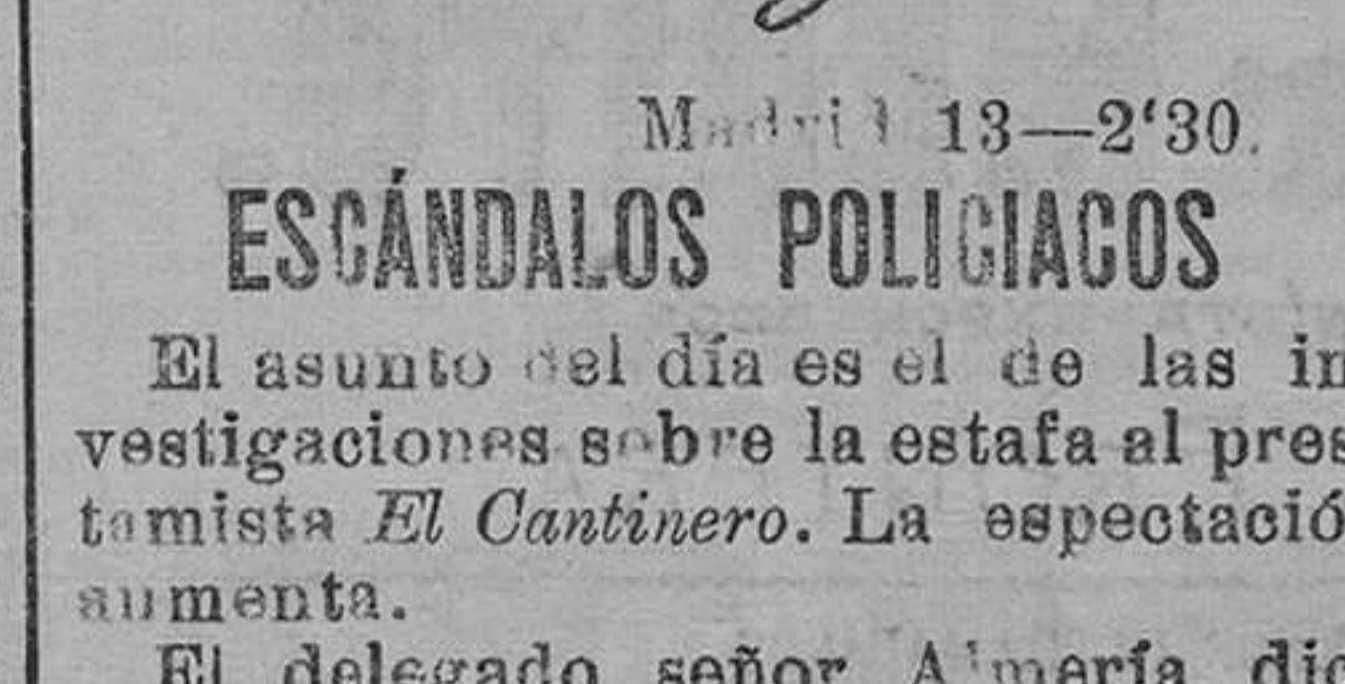 Madrid 13—2‘30.
ESCÁNDALOS POLICIACOS
El asunto del día es el de las in
vestigaciones sobre la estafa al pres
tamista El Cantinero. La espectació
aumenta.
El delegado señor Almería dic